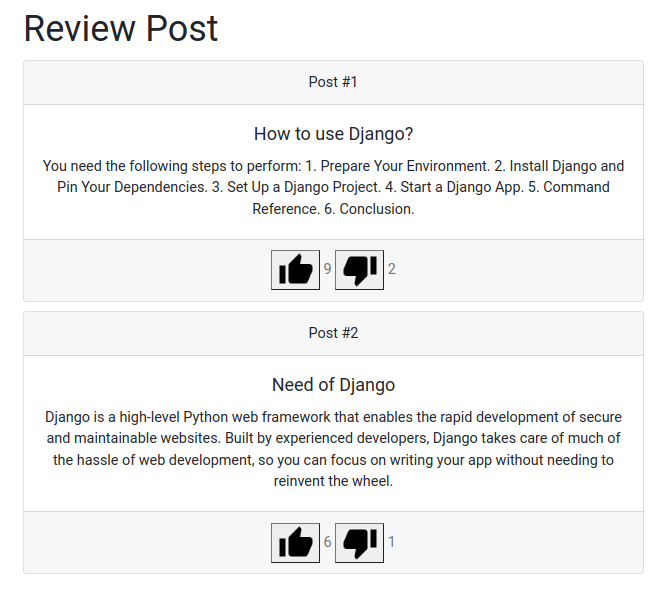 Review Post
Post #1
How to use Django?
You need the following steps to perform: 1. Prepare Your Environment. 2. Install Django and
Pin Your Dependencies. 3. Set Up a Django Project. 4. Start a Django App. 5. Command
Reference. 6. Conclusion.
9 2
Post #2
Need of Django
Django is a high-level Python web framework that enables the rapid development of secure
and maintainable websites. Built by experienced developers, Django takes care of much of
the hassle of web development, so you can focus on writing your app without needing to
reinvent the wheel.
6 1